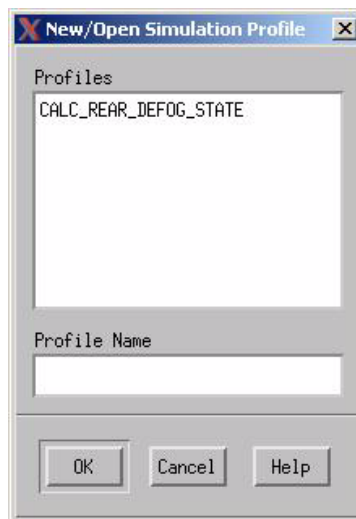 New/Open Simulation Profile
Profiles
CALC_REAR_DEFOG_STATE
Profile Name
OK Cancel Help